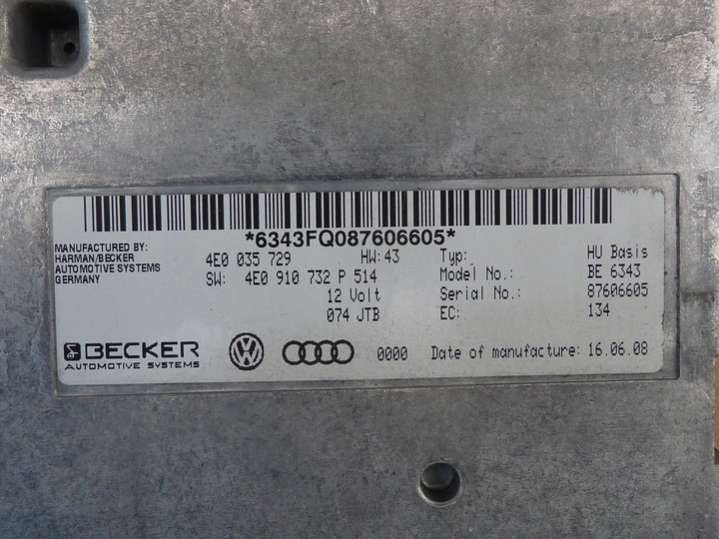 *6343FQ087606605*
MANUFACTURED BY:
HARMAN/BECKER
AUTOMOTIVE SYSTEMS
GERMANY
4E0 035 729 HW:43
SW: 4E0 910 732 P 514
12 Volt
074 JTB
Typ: HU Basis
Model No.: BE 6343
Serial No.: 87606605
EC: 134
BECKER
AUTOMOTIVE SYSTEMS
VW
0000 Date of manufacture: 16.06.08